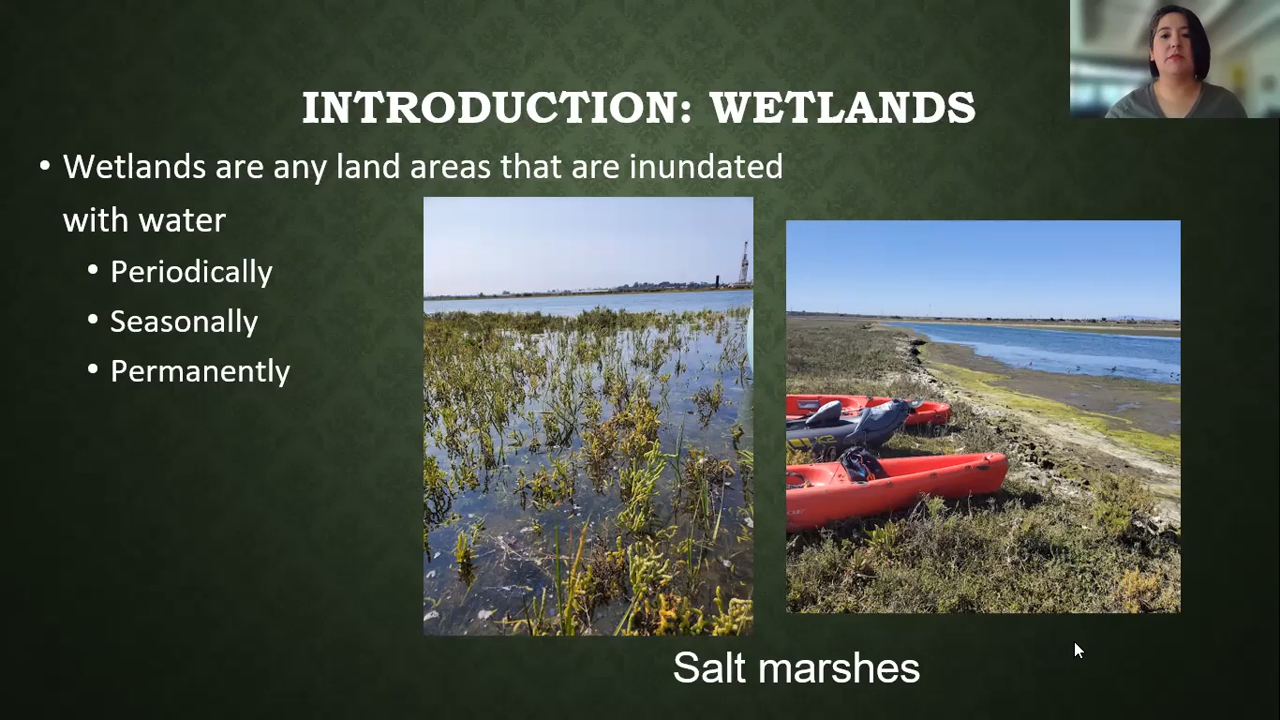 INTRODUCTION: WETLANDS
• Wetlands are any land areas that are inundated
with water
• Periodically
• Seasonally
• Permanently
Salt marshes